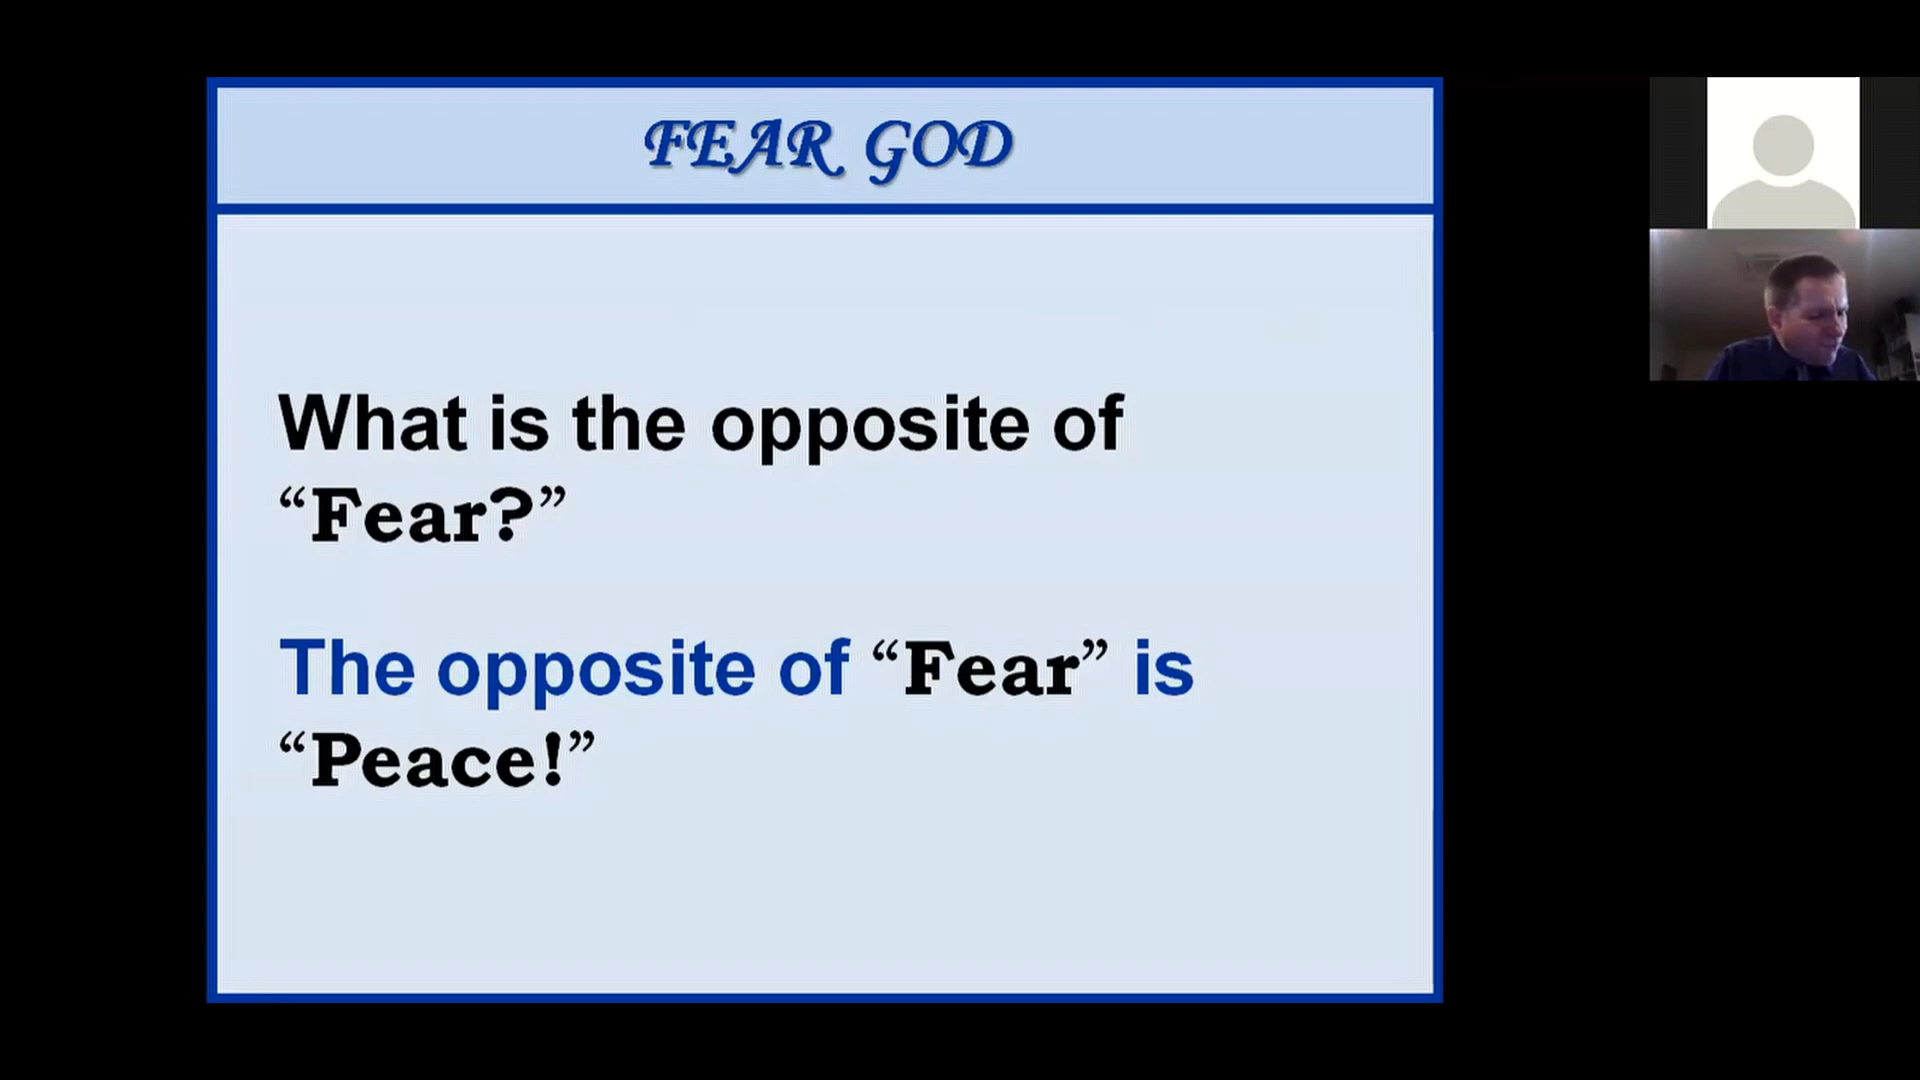 FEAR GOD
What is the opposite of
“Fear?”
The opposite of “Fear” is
“Peace!”